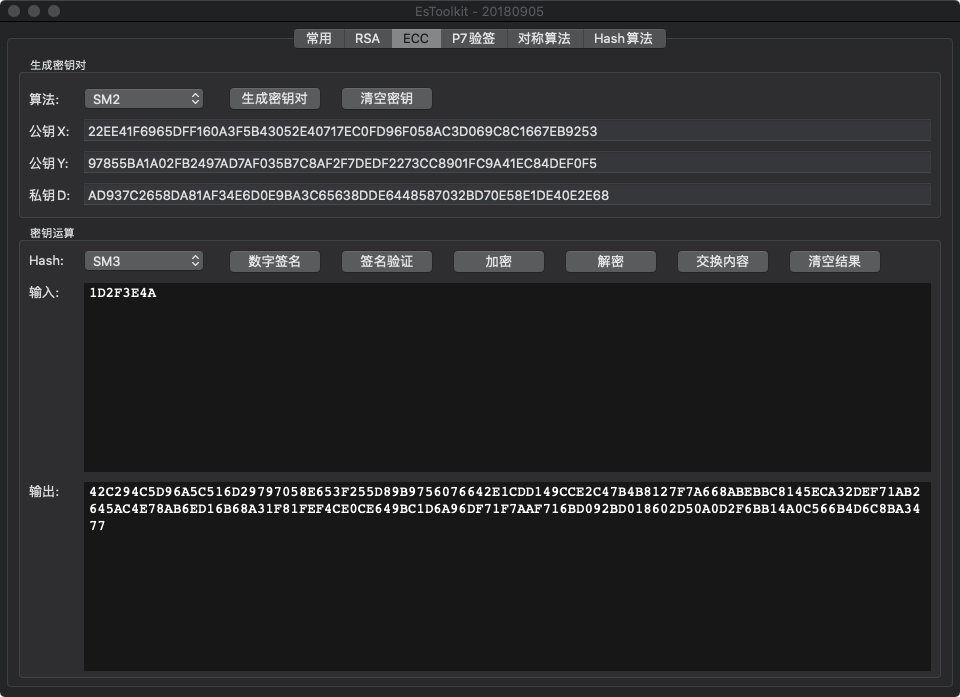 EsToolkit - 20180905
常用 RSA ECC P7验签 对称算法 Hash算法
生成密钥对
算法: SM2 生成密钥对 清空密钥
公钥X: 22EE41F6965DFF160A3F5B43052E40717EC0FD96F058AC3D069C8C1667EB9253
公钥Y: 97855BA1A02FB2497AD7AF035B7C8AF2F7DEDF2273CC8901FC9A41EC84DEF0F5
私钥D: AD937C2658DA81AF34E6D0E9BA3C65638DDE6448587032BD70E58E1DE40E2E68
密钥运算
Hash: SM3 数字签名 签名验证 加密 解密 交换内容 清空结果
输入: 1D2F3E4A
输出: 42C294C5D96A5C516D29797058E653F255D89B9756076642E1CDD149CCE2C47B4B8127F7A668ABEBBC8145ECA32DEF71AB2
645AC4E78AB6ED16B68A31F81FEF4CE0CE649BC1D6A96DF71F7AAF716BD092BD018602D50A0D2F6BB14A0C566B4D6C8BA34
77